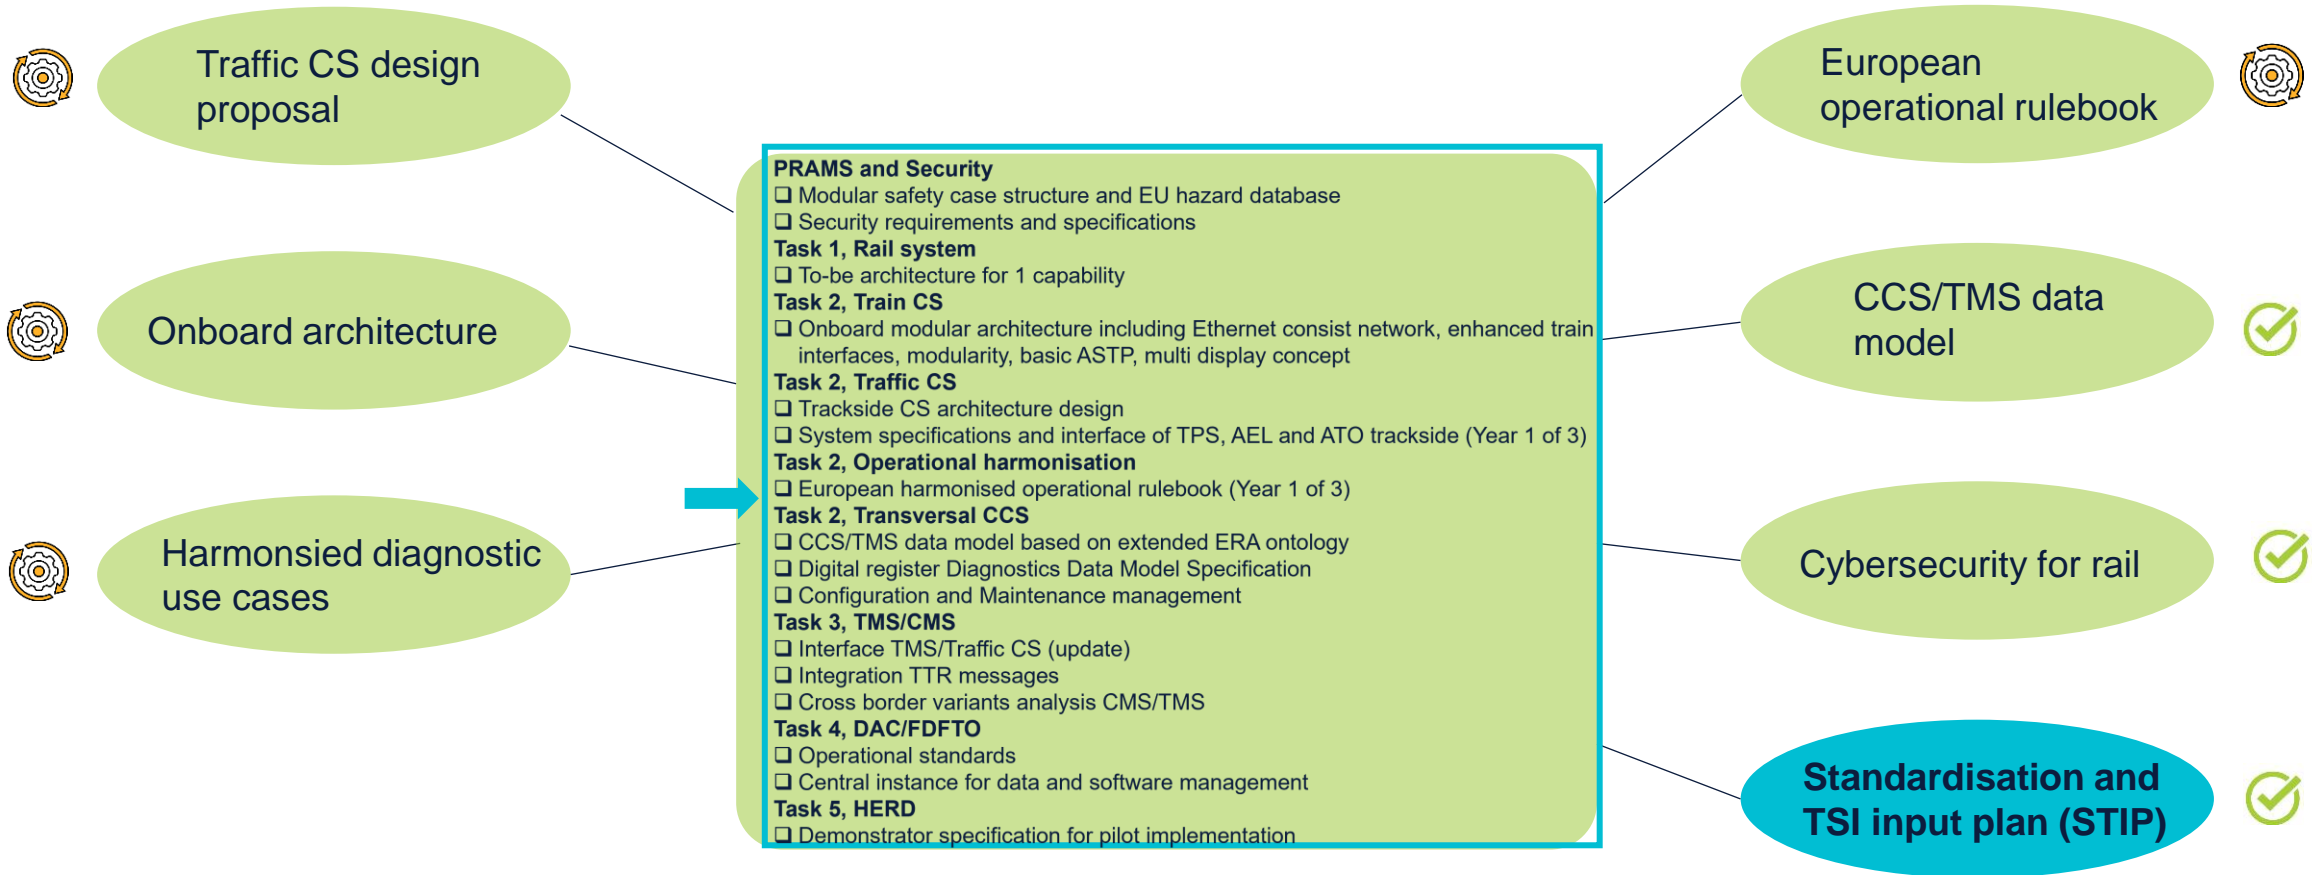 Traffic CS design
proposal
Onboard architecture
Harmonsied diagnostic
use cases
PRAMS and Security
❑ Modular safety case structure and EU hazard database
❑ Security requirements and specifications
Task 1, Rail system
❑ To-be architecture for 1 capability
Task 2, Train CS
❑ Onboard modular architecture including Ethernet consist network, enhanced train
interfaces, modularity, basic ASTP, multi display concept
Task 2, Traffic CS
❑ Trackside CS architecture design
❑ System specifications and interface of TPS, AEL and ATO trackside (Year 1 of 3)
Task 2, Operational harmonisation
❑ European harmonised operational rulebook (Year 1 of 3)
Task 2, Transversal CCS
❑ CCS/TMS data model based on extended ERA ontology
❑ Digital register Diagnostics Data Model Specification
❑ Configuration and Maintenance management
Task 3, TMS/CMS
❑ Interface TMS/Traffic CS (update)
❑ Integration TTR messages
❑ Cross border variants analysis CMS/TMS
Task 4, DAC/FDFTO
❑ Operational standards
❑ Central instance for data and software management
Task 5, HERD
❑ Demonstrator specification for pilot implementation
European
operational rulebook
CCS/TMS data
model
Cybersecurity for rail
Standardisation and
TSI input plan (STIP)